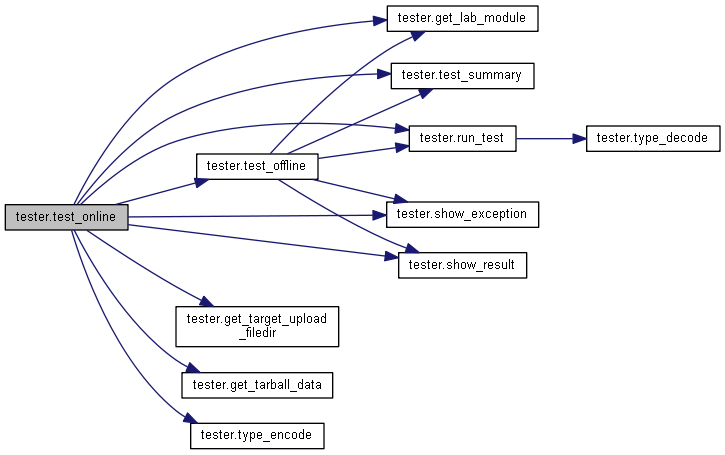 tester.get_lab_module
tester.test_summary
tester.run_test
tester.type_decode
tester.test_offline
tester.test_online
tester.show_exception
tester.show_result
tester.get_target_upload
_filedir
tester.get_tarball_data
tester.type_encode